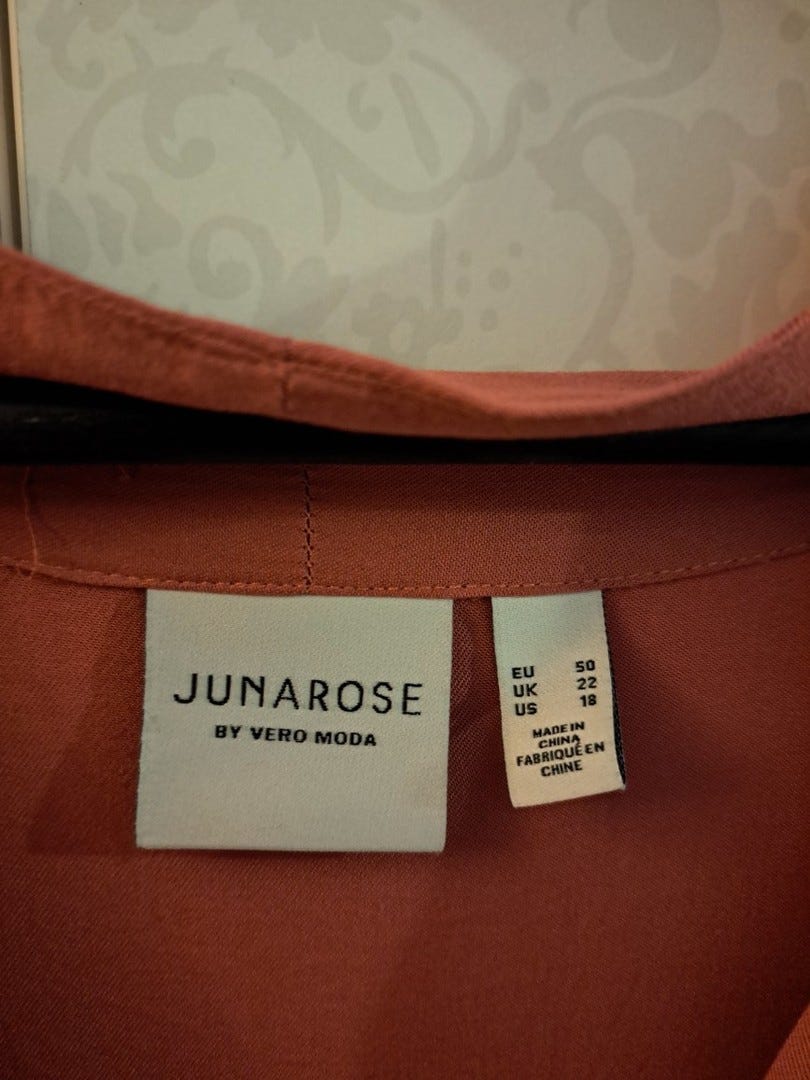 JUNAROSE
BY VERO MODA
EU 50
UK 22
US 18
MADE IN
CHINA
FABRIQUÉ EN
CHINE